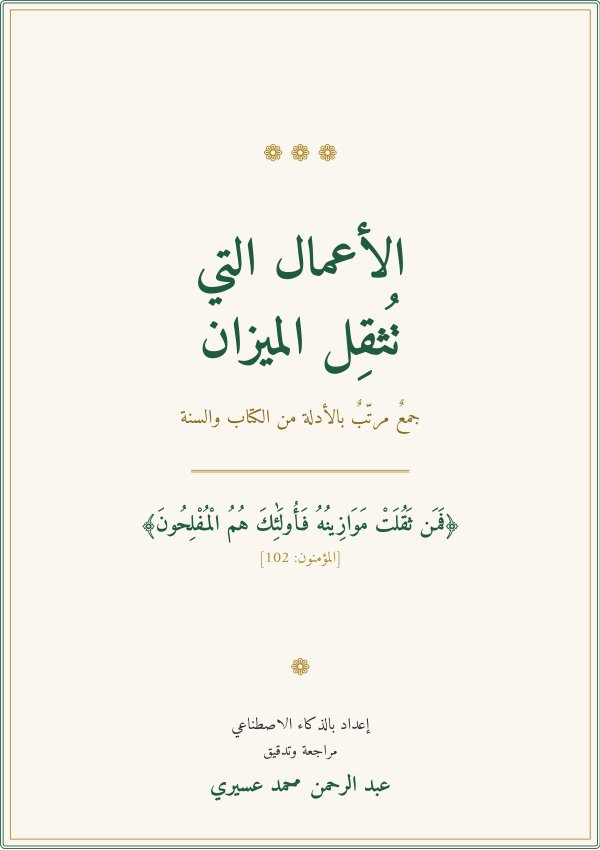 الأعمال التي
تُثقِل الميزان
جمعٌ مرتّبٌ بالأدلة من الكتاب والسنة
﴿فَمَن ثَقُلَتْ مَوَازِينُهُ فَأُولَٰئِكَ هُمُ الْمُفْلِحُونَ﴾
[المؤمنون: 102]
إعداد بالذكاء الاصطناعي
مراجعة وتدقيق
عبد الرحمن محمد عسيري